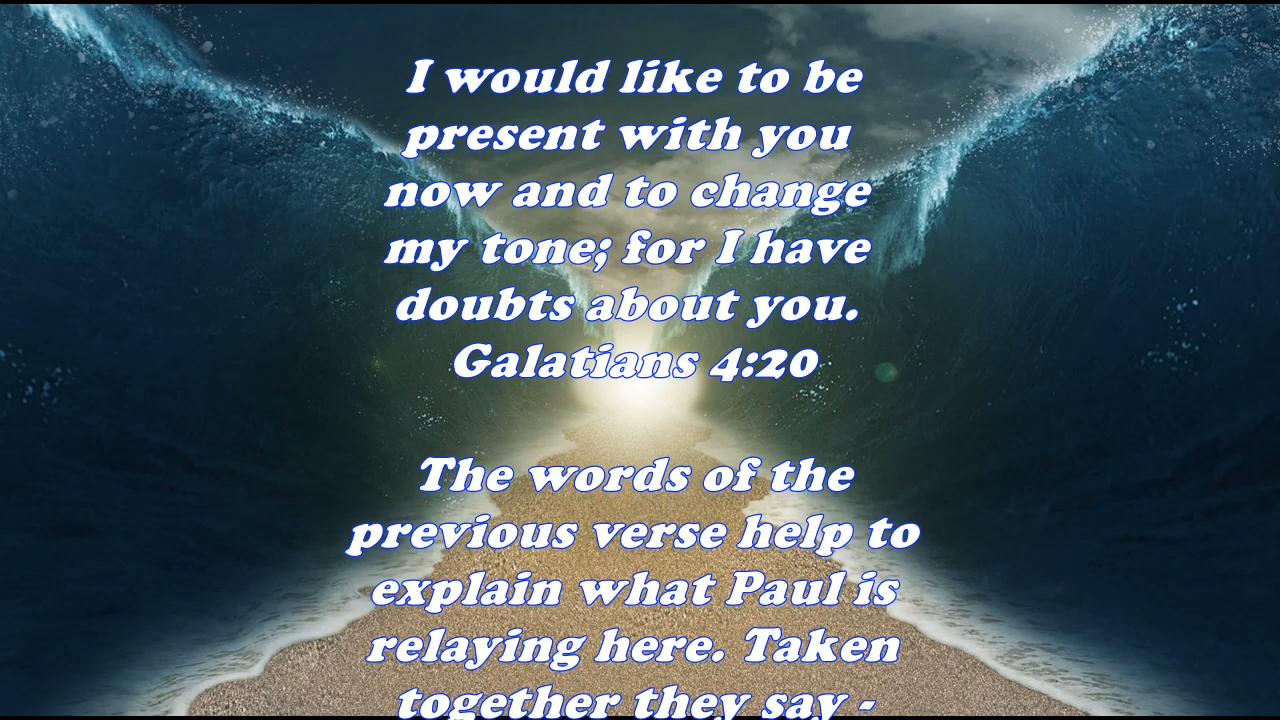 I would like to be
present with you
now and to change
my tone; for I have
doubts about you.
Galatians 4:20
The words of the
previous verse help to
explain what Paul is
relaying here. Taken
together they say -